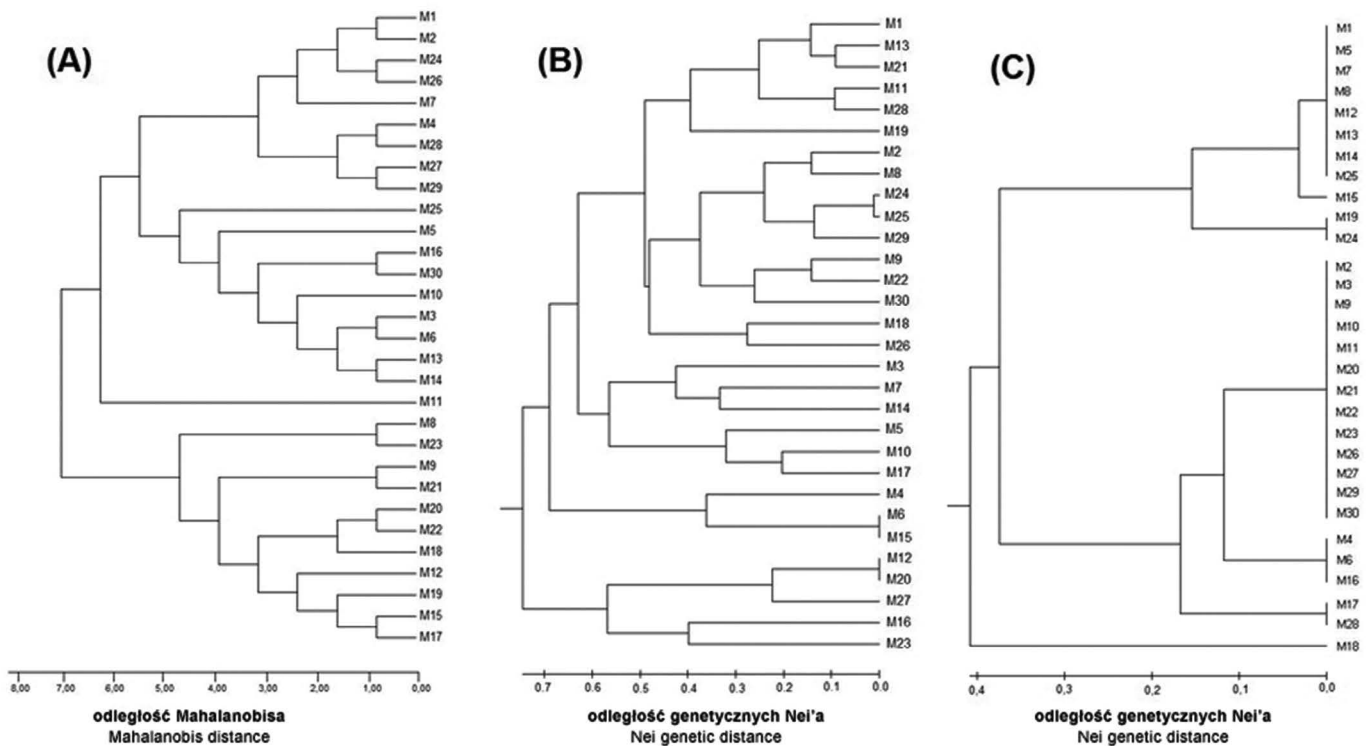 (A)
M1
M2
M24
M26
M7
M4
M28
M27
M29
M25
M5
M16
M30
M10
M3
M6
M13
M14
M11
M8
M23
M9
M21
M20
M22
M18
M12
M19
M15
M17
8,00 7,00 6,00 5,00 4,00 3,00 2,00 1,00 0,00
odległość Mahalanobisa
Mahalanobis distance
(B)
M1
M13
M21
M11
M28
M19
M2
M8
M24
M25
M29
M9
M22
M30
M18
M26
M3
M7
M14
M5
M10
M17
M4
M6
M15
M12
M20
M27
M16
M23
0.7 0.6 0.5 0.4 0.3 0.2 0.1 0.0
odległość genetycznych Nei'a
Nei genetic distance
(C)
M1
M5
M7
M8
M12
M13
M14
M25
M15
M19
M24
M2
M3
M9
M10
M11
M20
M21
M22
M23
M26
M27
M29
M30
M4
M6
M16
M17
M28
M18
0,4 0,3 0,2 0,1 0,0
odległość genetycznych Nei'a
Nei genetic distance